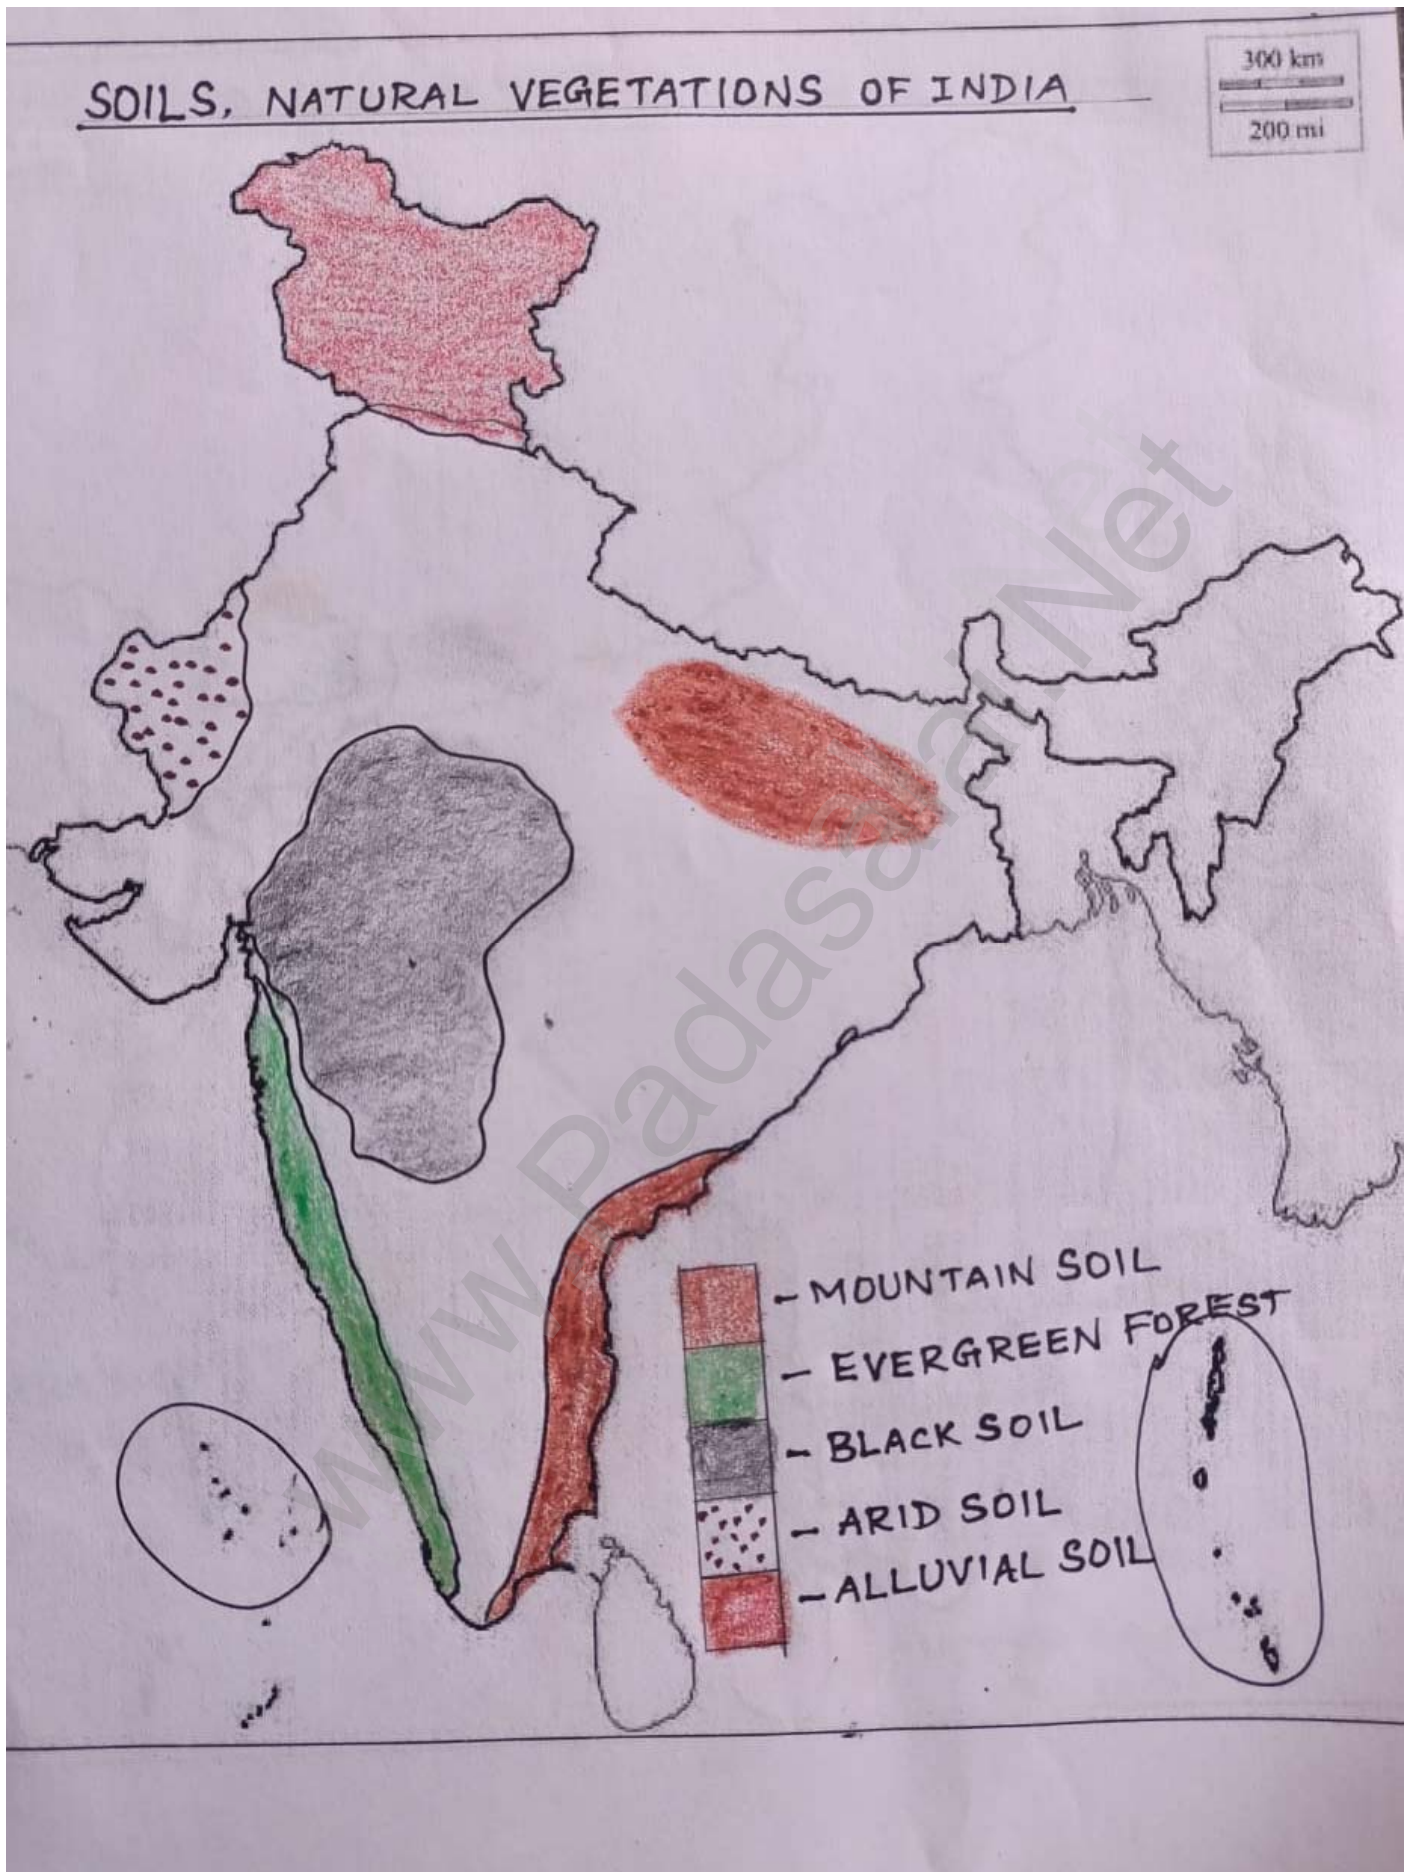 300 km
200 mi
SOILS, NATURAL VEGETATIONS OF INDIA
www.Padasalai.Net
- MOUNTAIN SOIL
- EVERGREEN FOREST
- BLACK SOIL
- ARID SOIL
- ALLUVIAL SOIL